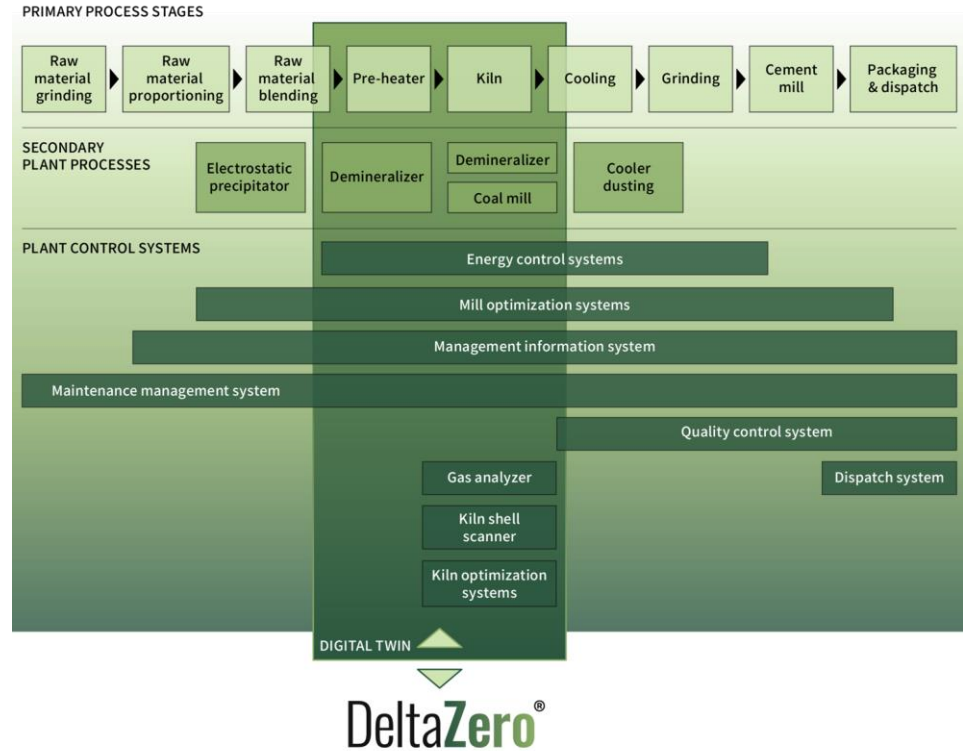 PRIMARY PROCESS STAGES
Raw
material
grinding
Raw
material
proportioning
Raw
material
blending
Pre-heater
Kiln
Cooling
Grinding
Cement
mill
Packaging
& dispatch
SECONDARY
PLANT PROCESSES
Electrostatic
precipitator
Demineralizer
Demineralizer
Coal mill
Cooler
dusting
PLANT CONTROL SYSTEMS
Energy control systems
Mill optimization systems
Management information system
Maintenance management system
Quality control system
Gas analyzer
Dispatch system
Kiln shell
scanner
Kiln optimization
systems
DIGITAL TWIN
DeltaZero®